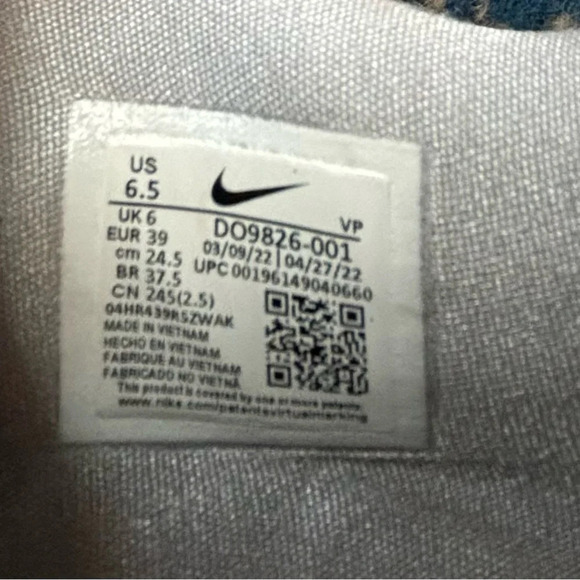 US
6.5
UK 6
EUR 39
cm 24.5
BR 37.5
CN 245(2.5)
VP
DO9826-001
03/09/22 | 04/27/22
UPC 00196149040660
04HR439R5ZWAK
MADE IN VIETNAM
HECHO EN VIETNAM
FABRIQUE AU VIETNAM
FABRICADO NO VIETNA
This product is covered by one or more patents.
www.nike.com/patentsvirtualmarking